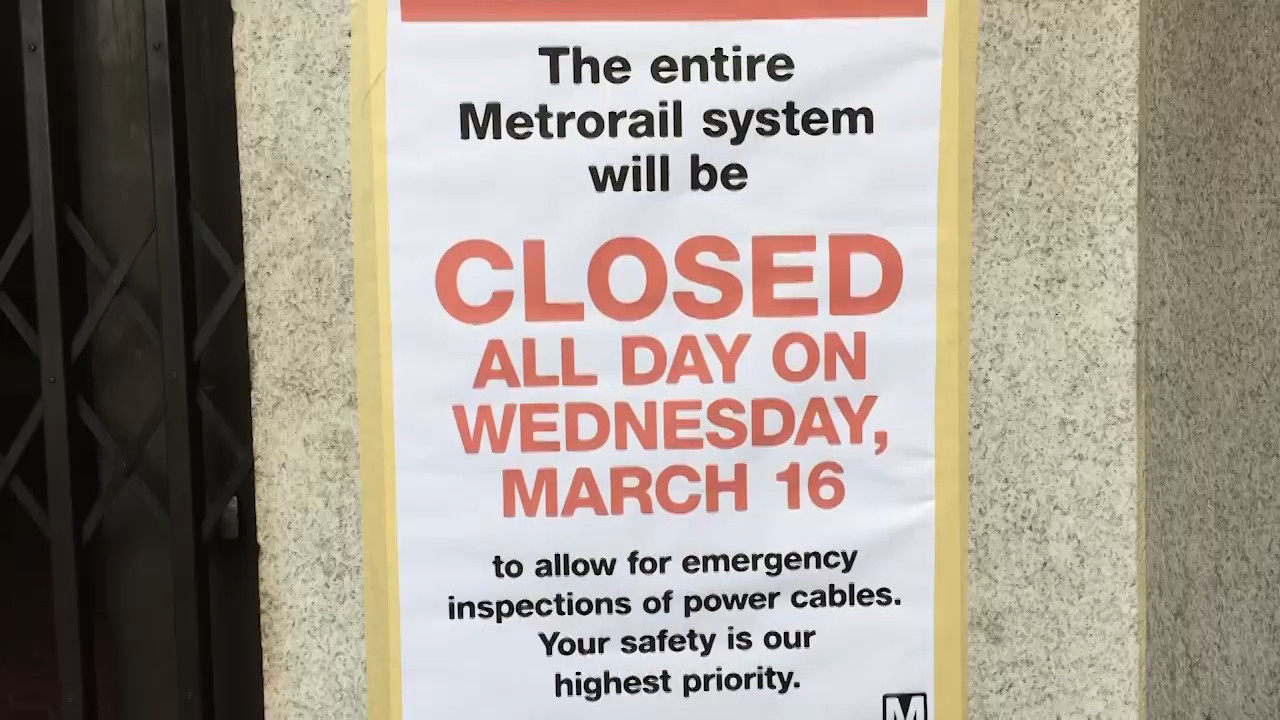 The entire
Metrorail system
will be
CLOSED
ALL DAY ON
WEDNESDAY,
MARCH 16
to allow for emergency
inspections of power cables.
Your safety is our
highest priority.
M